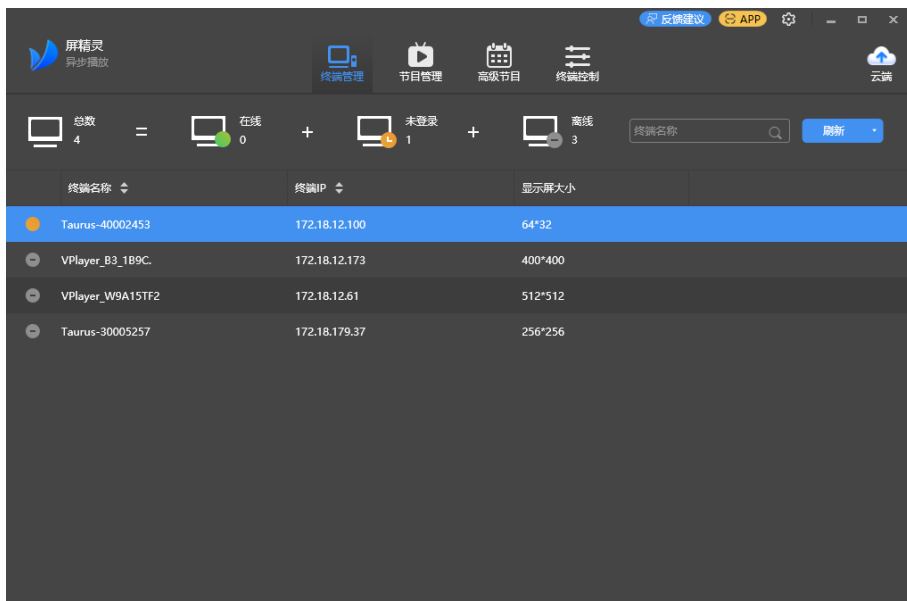 反馈建议 APP
屏精灵
异步播放
终端管理 节目管理 高级节目 终端控制 云端
总数 4 = 在线 0 + 未登录 1 + 离线 3 终端名称 刷新
终端名称 终端IP 显示屏大小
Taurus-40002453 172.18.12.100 64*32
VPlayer_B3_1B9C. 172.18.12.173 400*400
VPlayer_W9A15TF2 172.18.12.61 512*512
Taurus-30005257 172.18.179.37 256*256